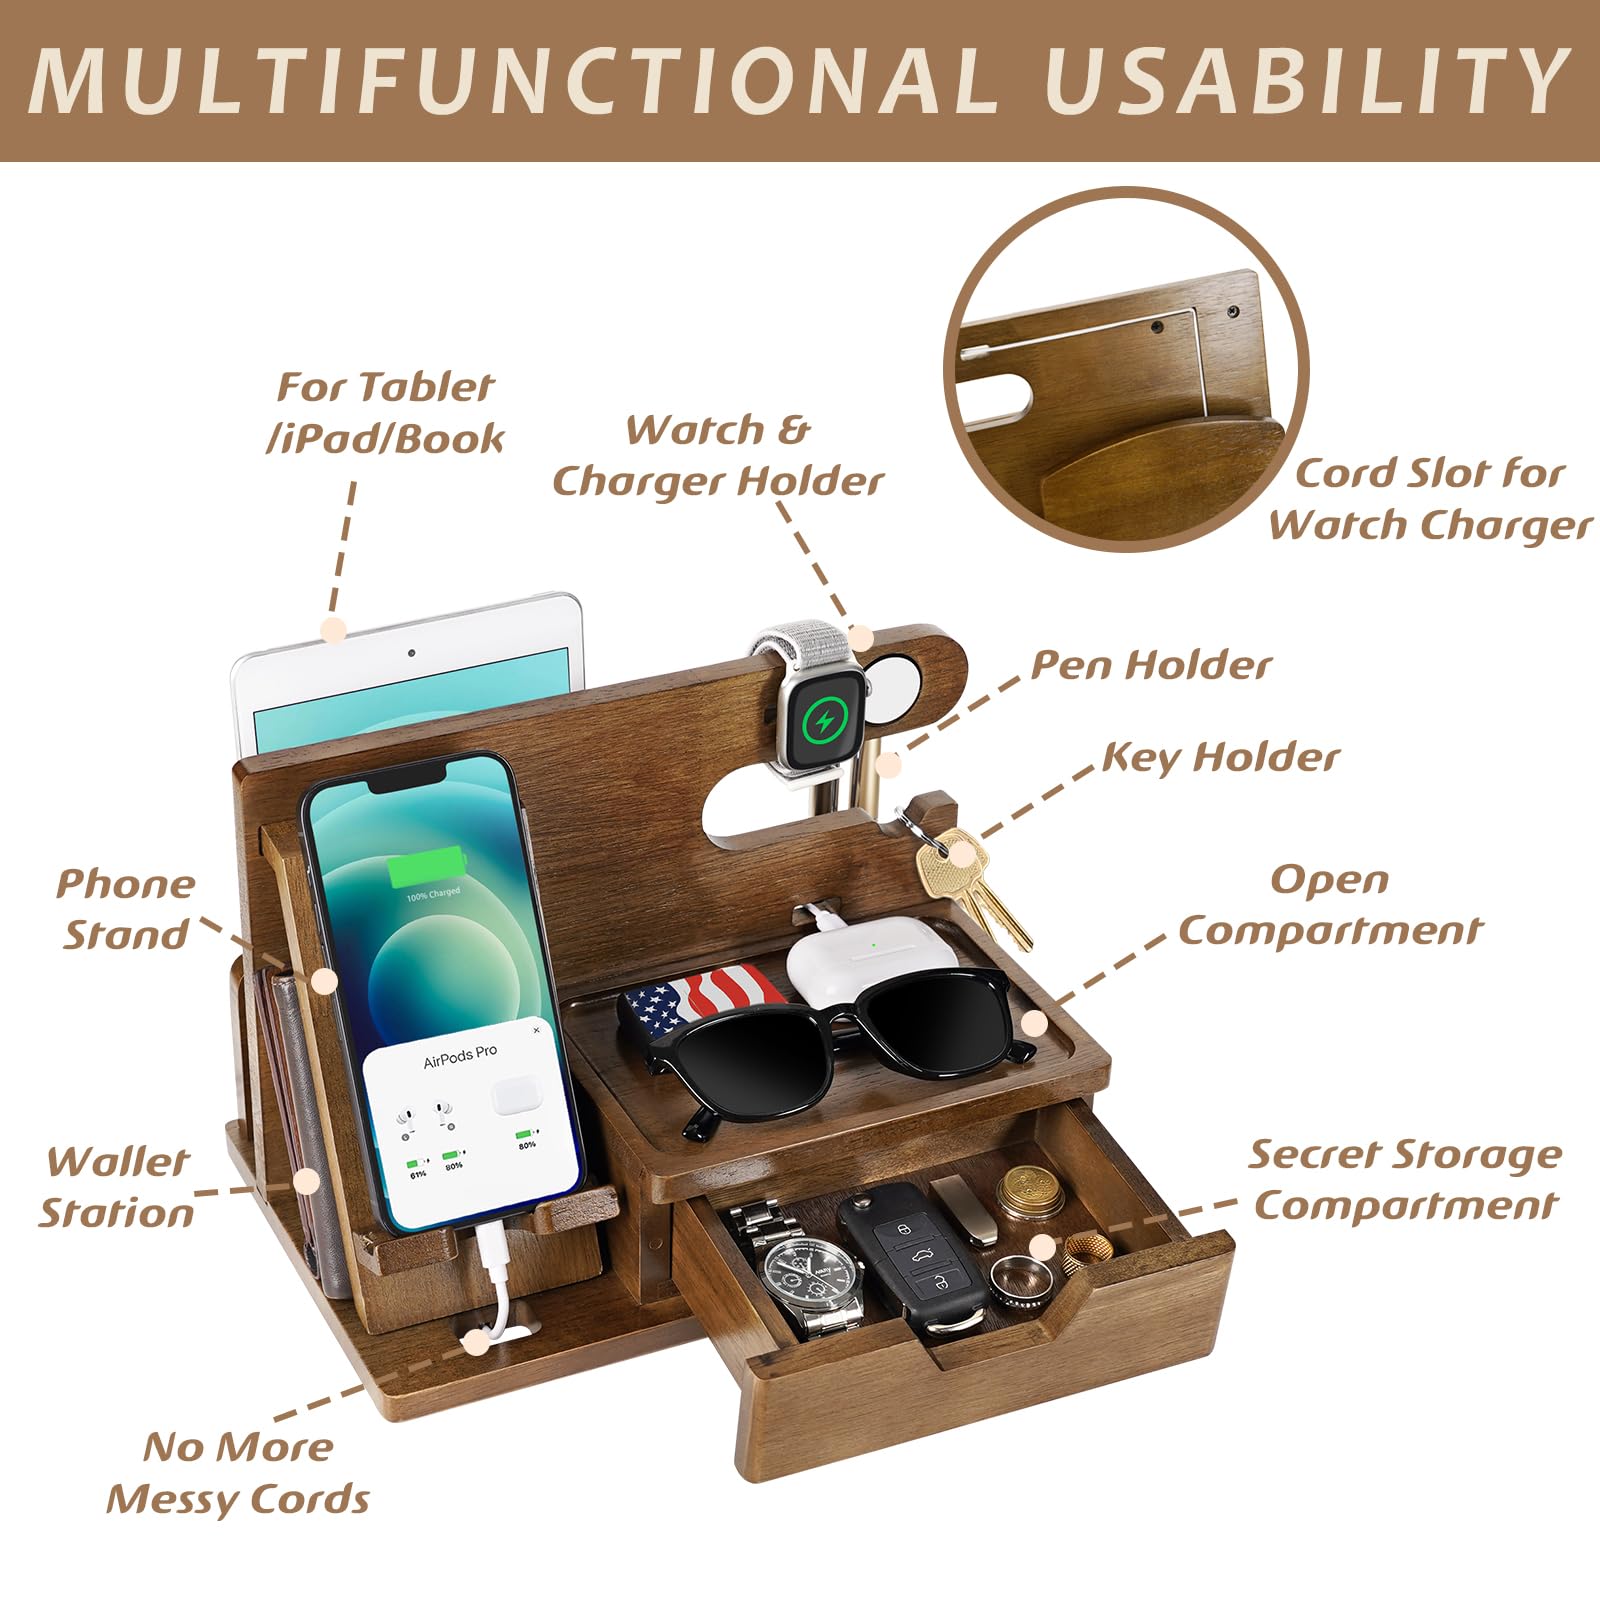 MULTIFUNCTIONAL USABILITY
For Tablet
/iPad/Book
Watch &
Charger Holder
Cord Slot for
Watch Charger
Pen Holder
Key Holder
Phone
Stand
100% Charged
Open
Compartment
AirPods Pro
61%
80%
80%
Wallet
Station
Secret Storage
Compartment
No More
Messy Cords